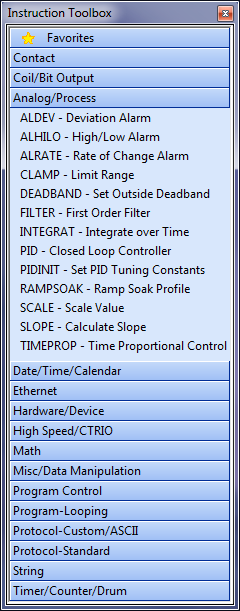 Instruction Toolbox
Favorites
Contact
Coil/Bit Output
Analog/Process
ALDEV - Deviation Alarm
ALHILO - High/Low Alarm
ALRATE - Rate of Change Alarm
CLAMP - Limit Range
DEADBAND - Set Outside Deadband
FILTER - First Order Filter
INTEGRAT - Integrate over Time
PID - Closed Loop Controller
PIDINIT - Set PID Tuning Constants
RAMPSOAK - Ramp Soak Profile
SCALE - Scale Value
SLOPE - Calculate Slope
TIMEPROP - Time Proportional Control
Date/Time/Calendar
Ethernet
Hardware/Device
High Speed/CTRIO
Math
Misc/Data Manipulation
Program Control
Program-Looping
Protocol-Custom/ASCII
Protocol-Standard
String
Timer/Counter/Drum